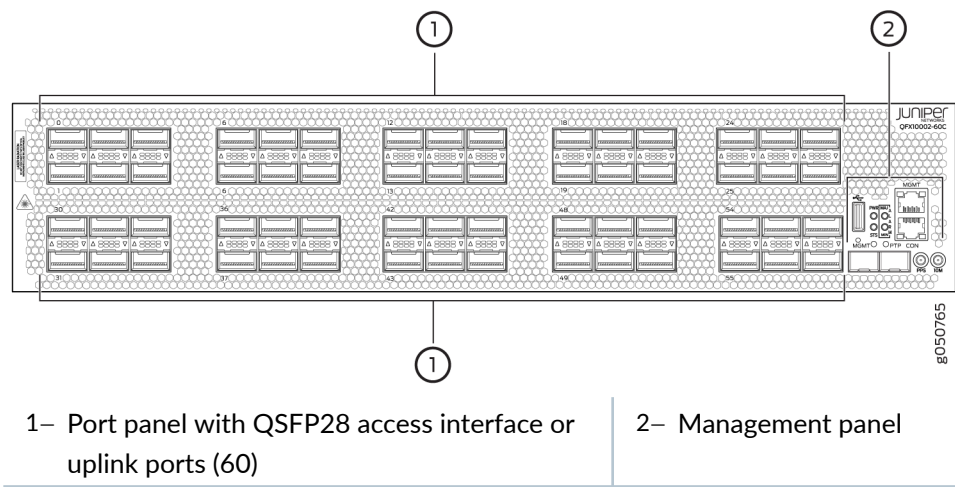 1
2
JUNIPER
NETWORKS
QFX10002-60C
0 6 12 18 24
1 6 13 19 25
MGMT
30 36 42 48 54
PWR
STS
MGMT PTP CON
31 37 43 49 55
PPS 10M
1
g050765
1– Port panel with QSFP28 access interface or
uplink ports (60)
2– Management panel